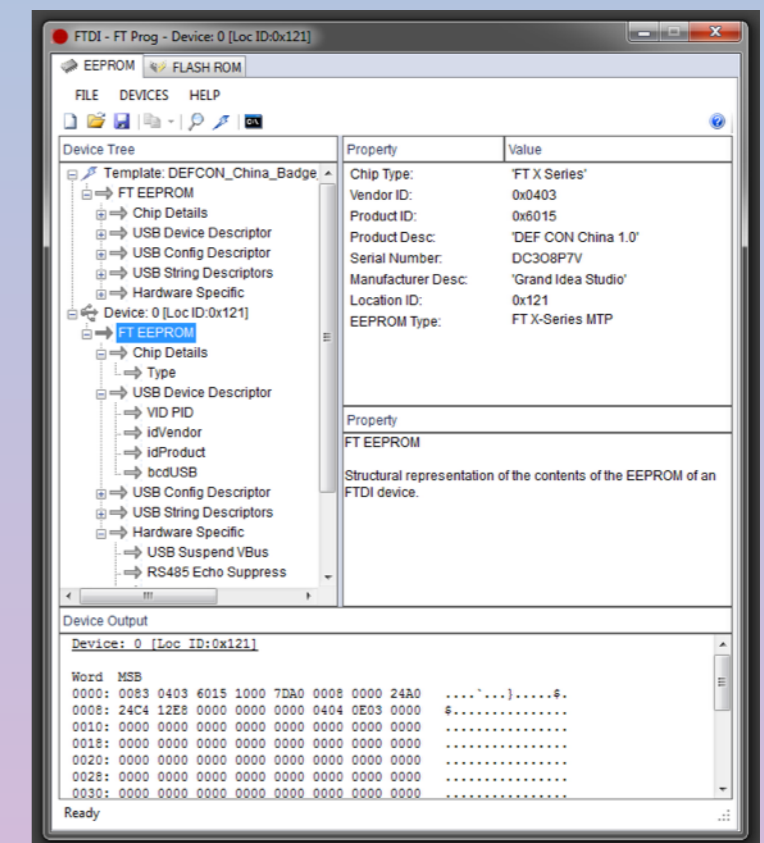 FTDI - FT Prog - Device: 0 [Loc ID:0x121]
EEPROM FLASH ROM
FILE DEVICES HELP
Device Tree
Template: DEFCON_China_Badge_
FT EEPROM
Chip Details
USB Device Descriptor
USB Config Descriptor
USB String Descriptors
Hardware Specific
Device: 0 [Loc ID:0x121]
FT EEPROM
Chip Details
Type
USB Device Descriptor
VID PID
idVendor
idProduct
bcdUSB
USB Config Descriptor
USB String Descriptors
Hardware Specific
USB Suspend VBus
RS485 Echo Suppress
Property Value
Chip Type: 'FT X Series'
Vendor ID: 0x0403
Product ID: 0x6015
Product Desc: 'DEF CON China 1.0'
Serial Number: DC3O8P7V
Manufacturer Desc: 'Grand Idea Studio'
Location ID: 0x121
EEPROM Type: FT X-Series MTP
Property
FT EEPROM
Structural representation of the contents of the EEPROM of an
FTDI device.
Device Output
Device: 0 [Loc ID:0x121]
Word MSB
0000: 0083 0403 6015 1000 7DA0 0008 0000 24A0 ....`...}.....$.
0008: 24C4 12E8 0000 0000 0000 0404 0E03 0000 $...............
0010: 0000 0000 0000 0000 0000 0000 0000 0000 ................
0018: 0000 0000 0000 0000 0000 0000 0000 0000 ................
0020: 0000 0000 0000 0000 0000 0000 0000 0000 ................
0028: 0000 0000 0000 0000 0000 0000 0000 0000 ................
0030: 0000 0000 0000 0000 0000 0000 0000 0000 ................
Ready